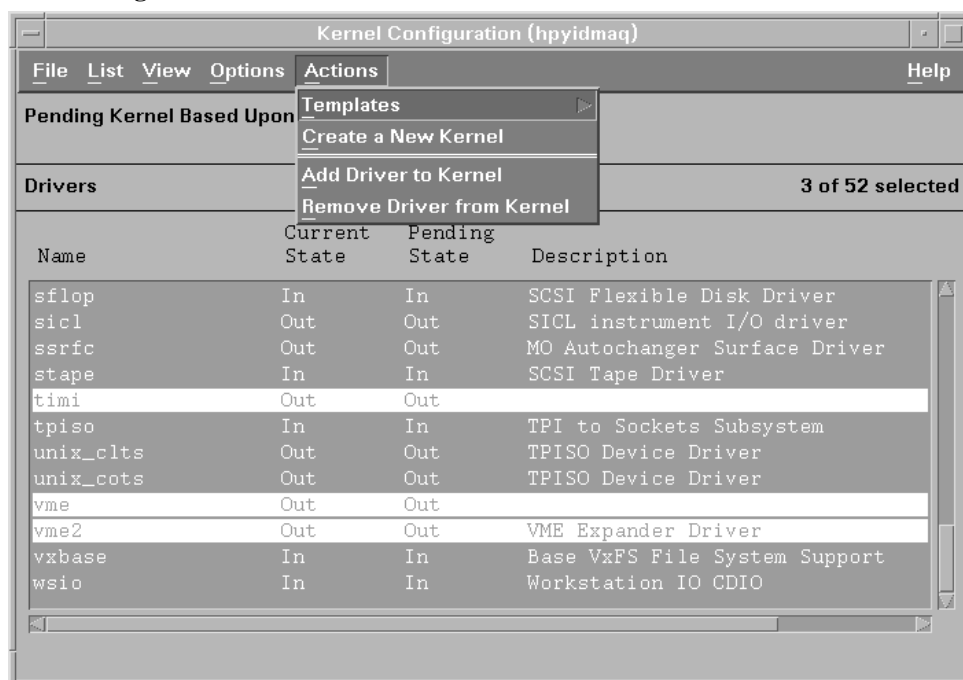 Kernel Configuration (hpyidmaq)
File List View Options Actions Help
Templates
Pending Kernel Based Upon
Create a New Kernel
Add Driver to Kernel
Drivers 3 of 52 selected
Remove Driver from Kernel
Current Pending
Name State State Description
sflop In In SCSI Flexible Disk Driver
sicl Out Out SICL instrument I/O driver
ssrfc Out Out MO Autochanger Surface Driver
stape In In SCSI Tape Driver
timi Out Out
tpiso In In TPI to Sockets Subsystem
unix_clts Out Out TPISO Device Driver
unix_cots Out Out TPISO Device Driver
vme Out Out
vme2 Out Out VME Expander Driver
vxbase In In Base VxFS File System Support
wsio In In Workstation IO CDIO